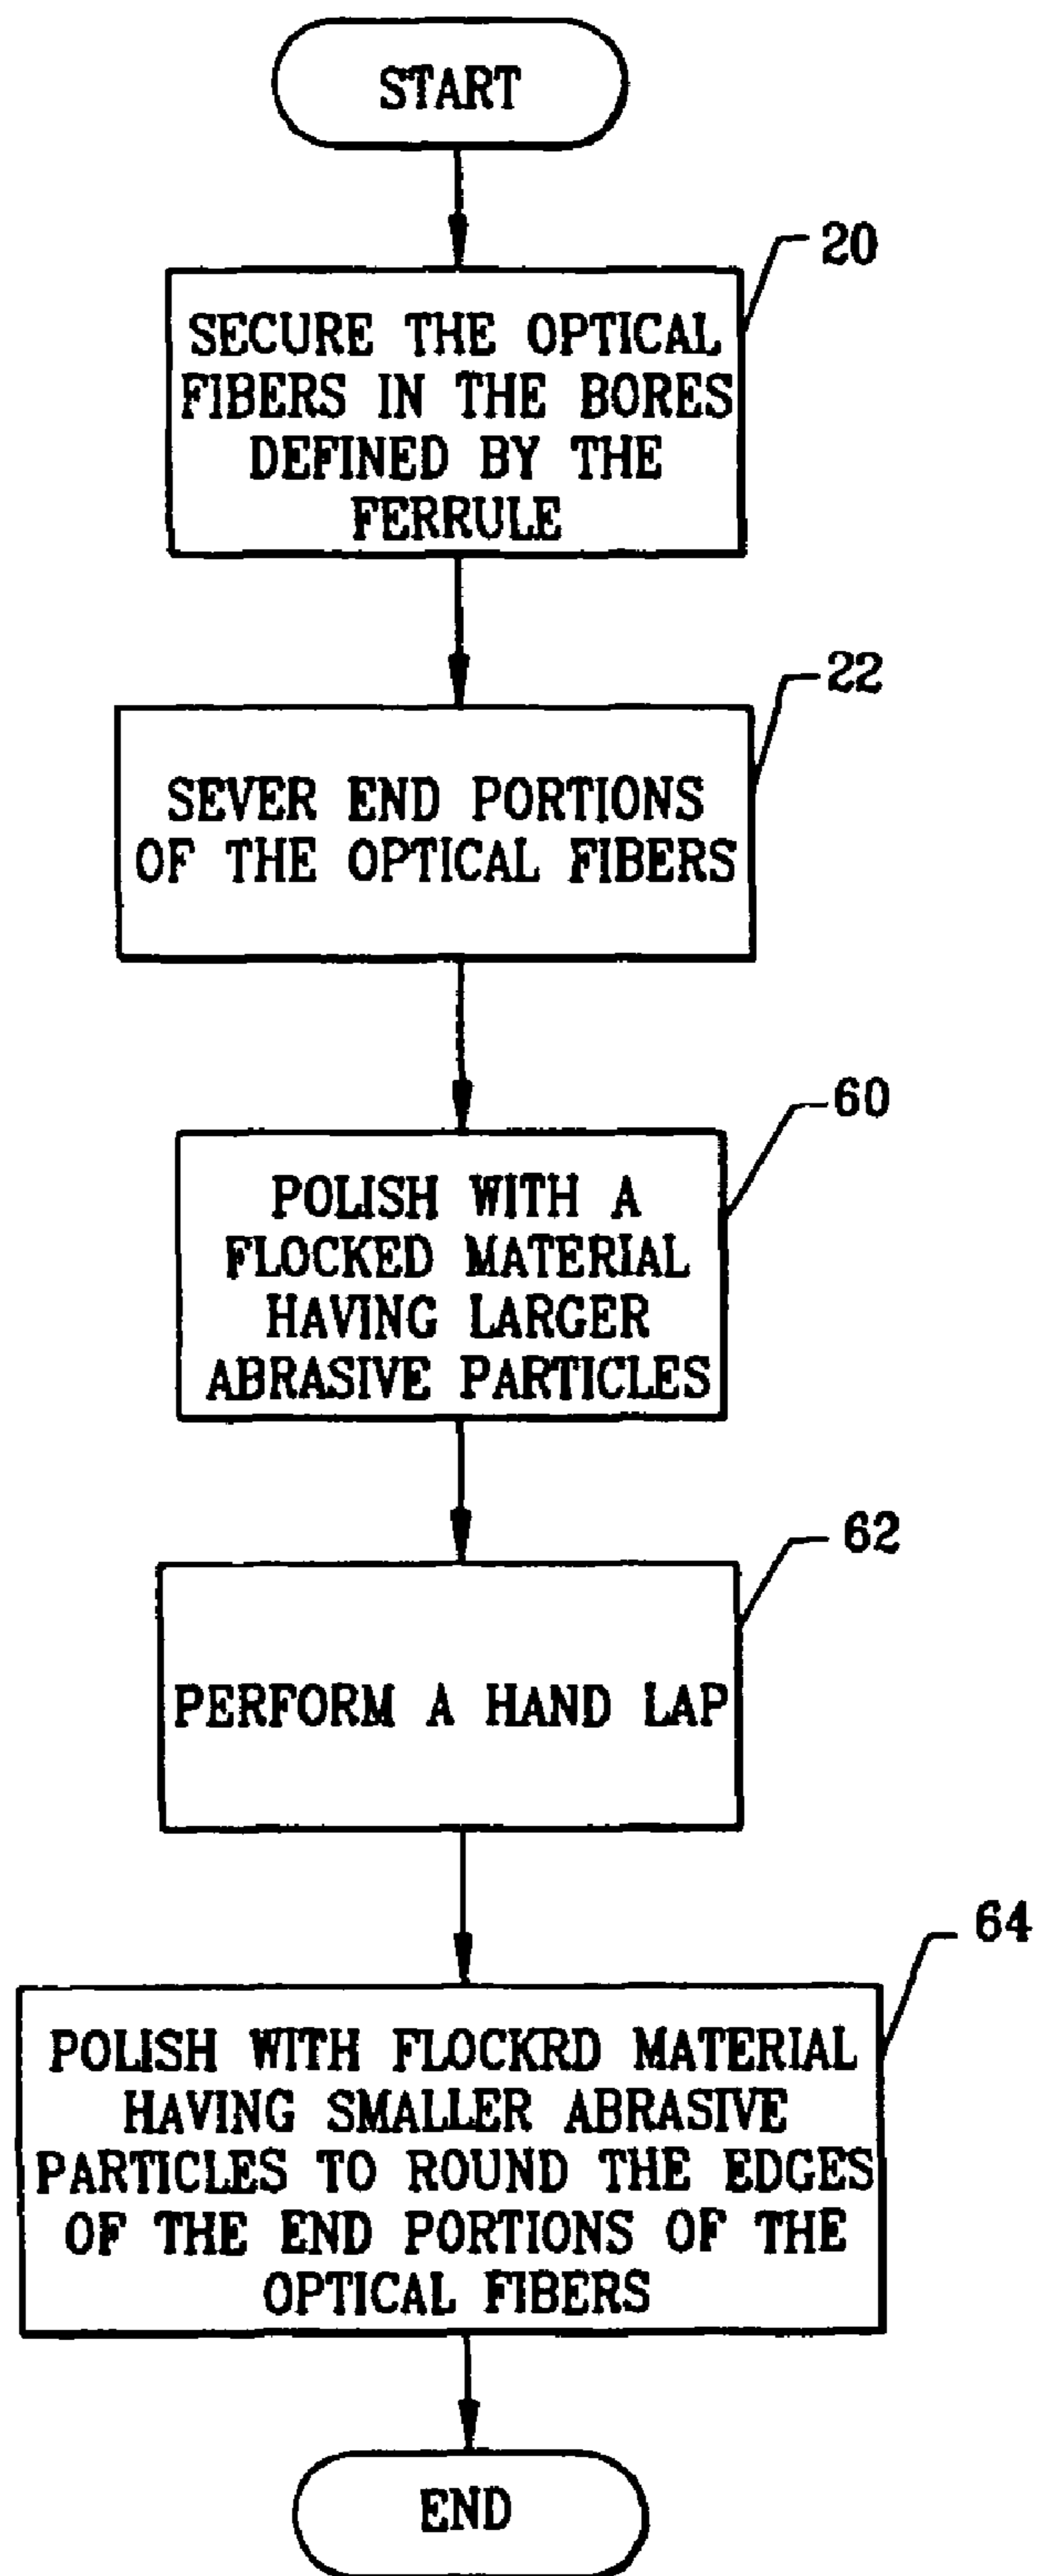 START
20
SECURE THE OPTICAL
FIBERS IN THE BORES
DEFINED BY THE
FERRULE
22
SEVER END PORTIONS
OF THE OPTICAL FIBERS
60
POLISH WITH A
FLOCKED MATERIAL
HAVING LARGER
ABRASIVE PARTICLES
62
PERFORM A HAND LAP
64
POLISH WITH FLOCKRD MATERIAL
HAVING SMALLER ABRASIVE
PARTICLES TO ROUND THE EDGES
OF THE END PORTIONS OF THE
OPTICAL FIBERS
END